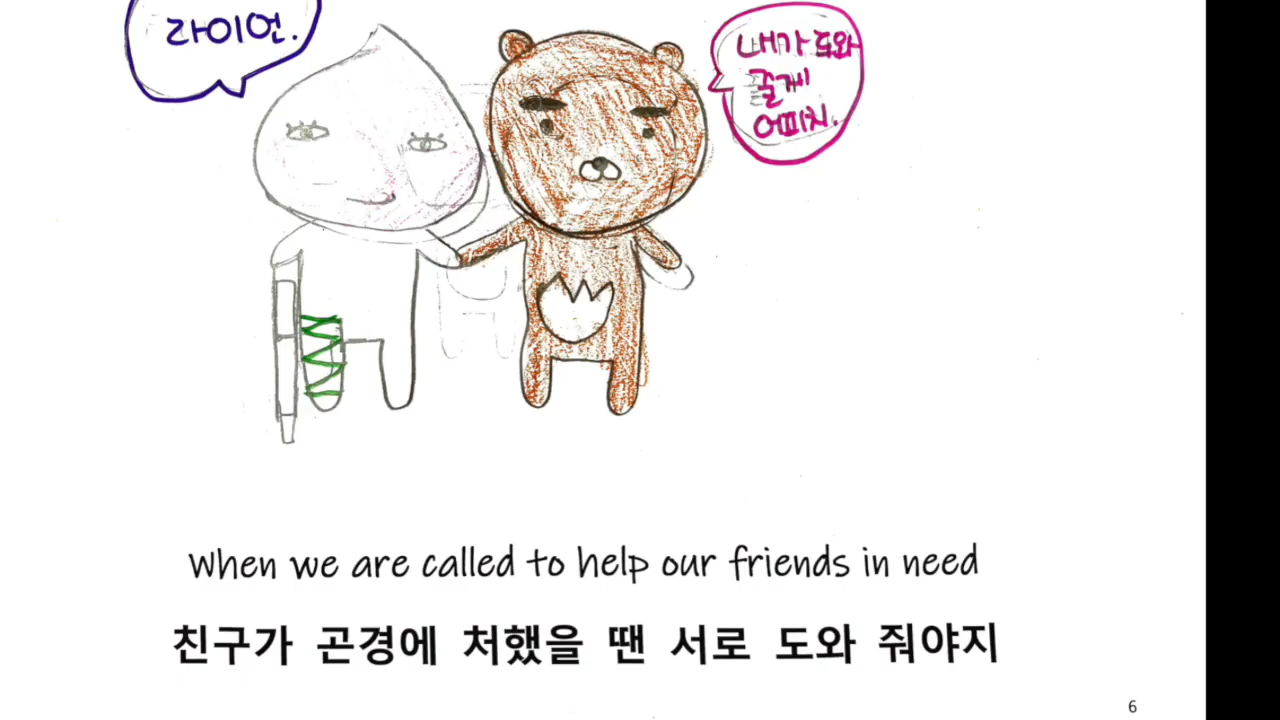 라이언.
내가 도와
줄게
어피치.
When we are called to help our friends in need
친구가 곤경에 처했을 땐 서로 도와 줘야지
6